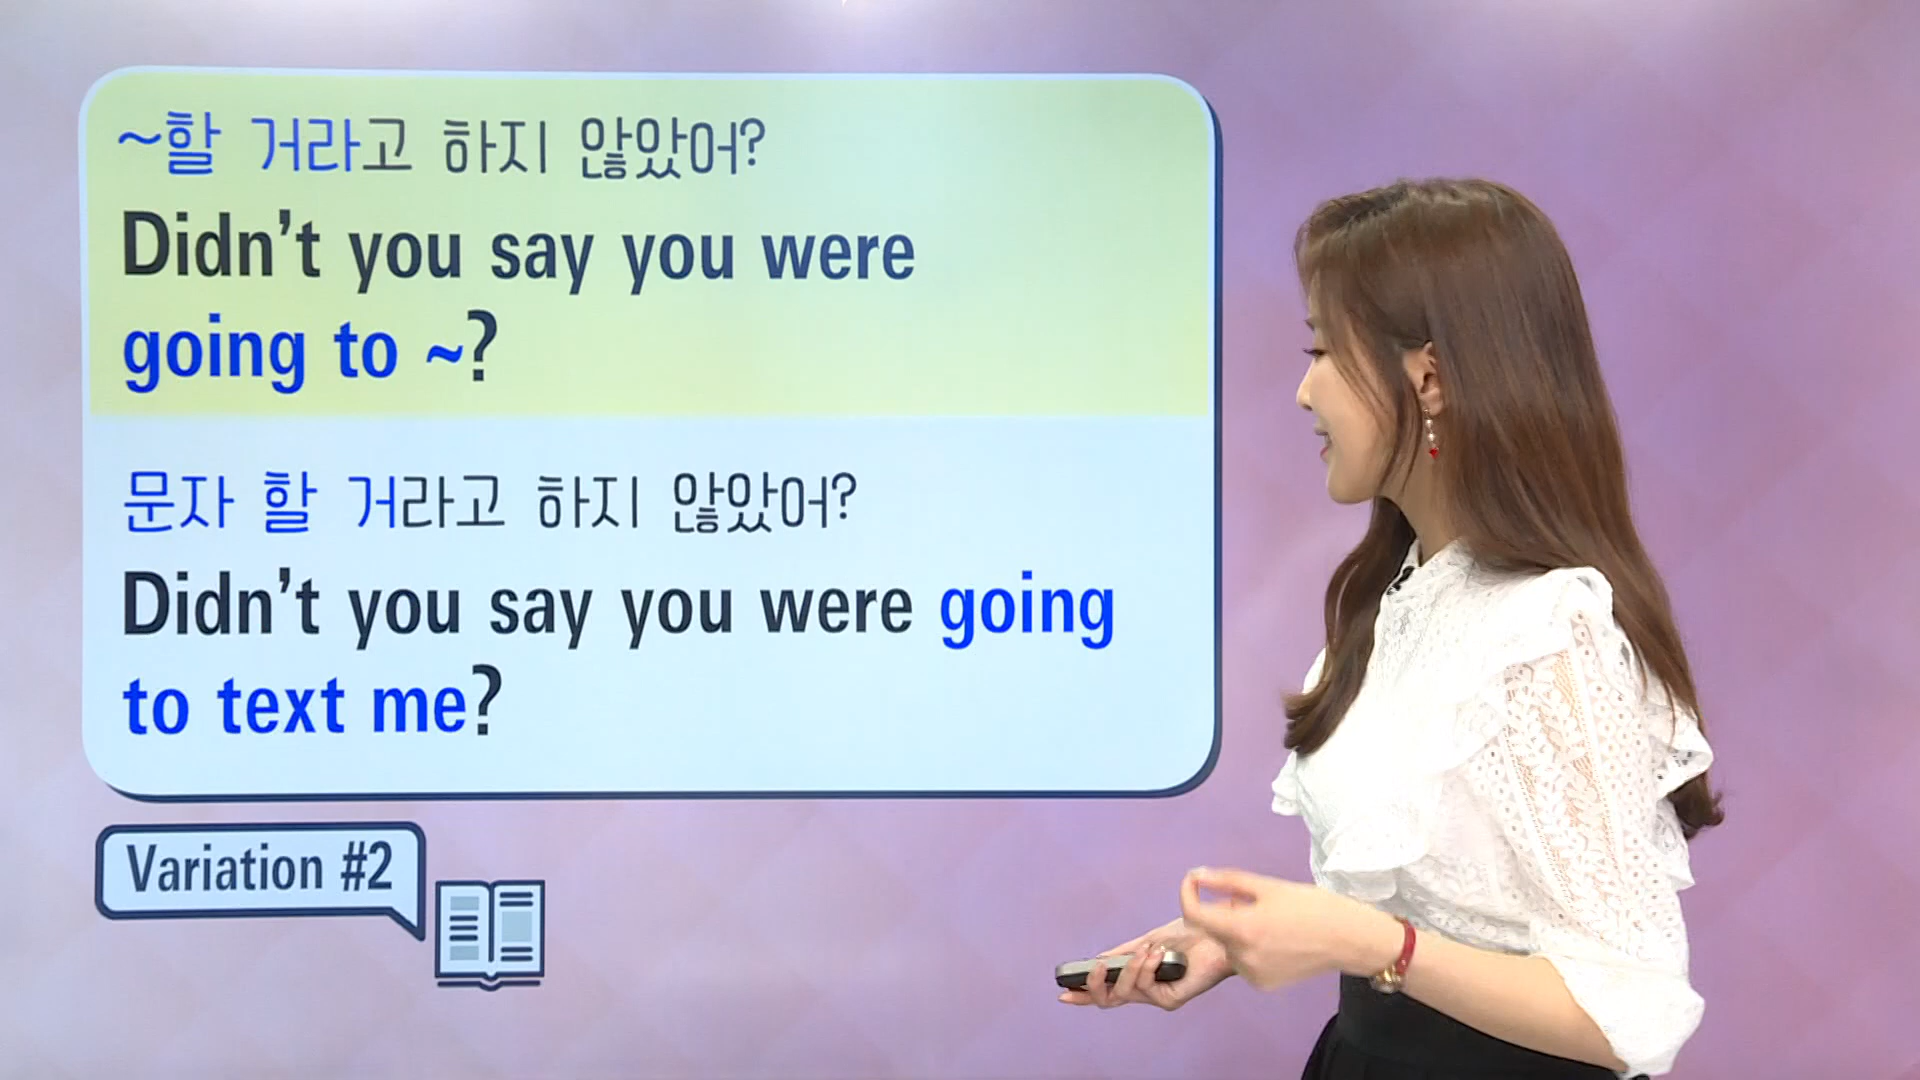 ~할 거라고 하지 않았어?
Didn't you say you were
going to ~?
문자 할 거라고 하지 않았어?
Didn't you say you were going
to text me?
Variation #2